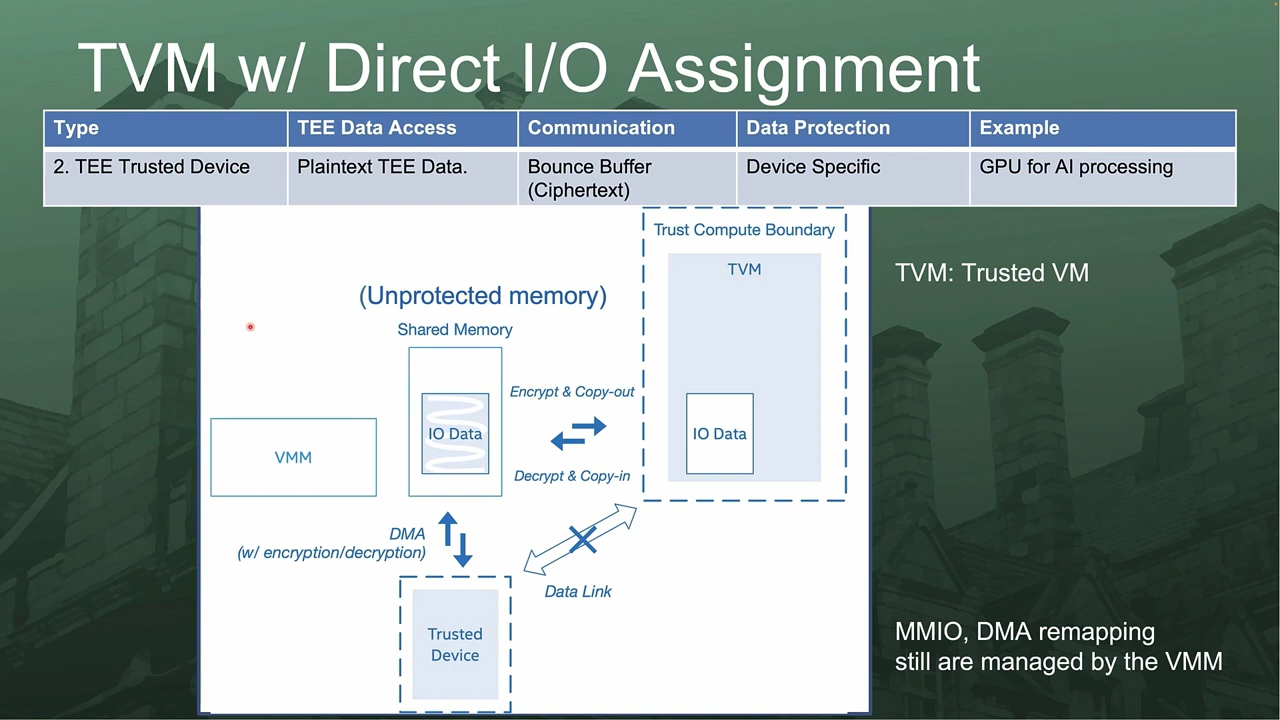 TVM w/ Direct I/O Assignment
Type
TEE Data Access
Communication
Data Protection
Example
2. TEE Trusted Device
Plaintext TEE Data.
Bounce Buffer
(Ciphertext)
Device Specific
GPU for AI processing
Trust Compute Boundary
TVM
TVM: Trusted VM
(Unprotected memory)
Shared Memory
Encrypt & Copy-out
IO Data
IO Data
VMM
Decrypt & Copy-in
DMA
(w/ encryption/decryption)
Data Link
Trusted
Device
MMIO, DMA remapping
still are managed by the VMM